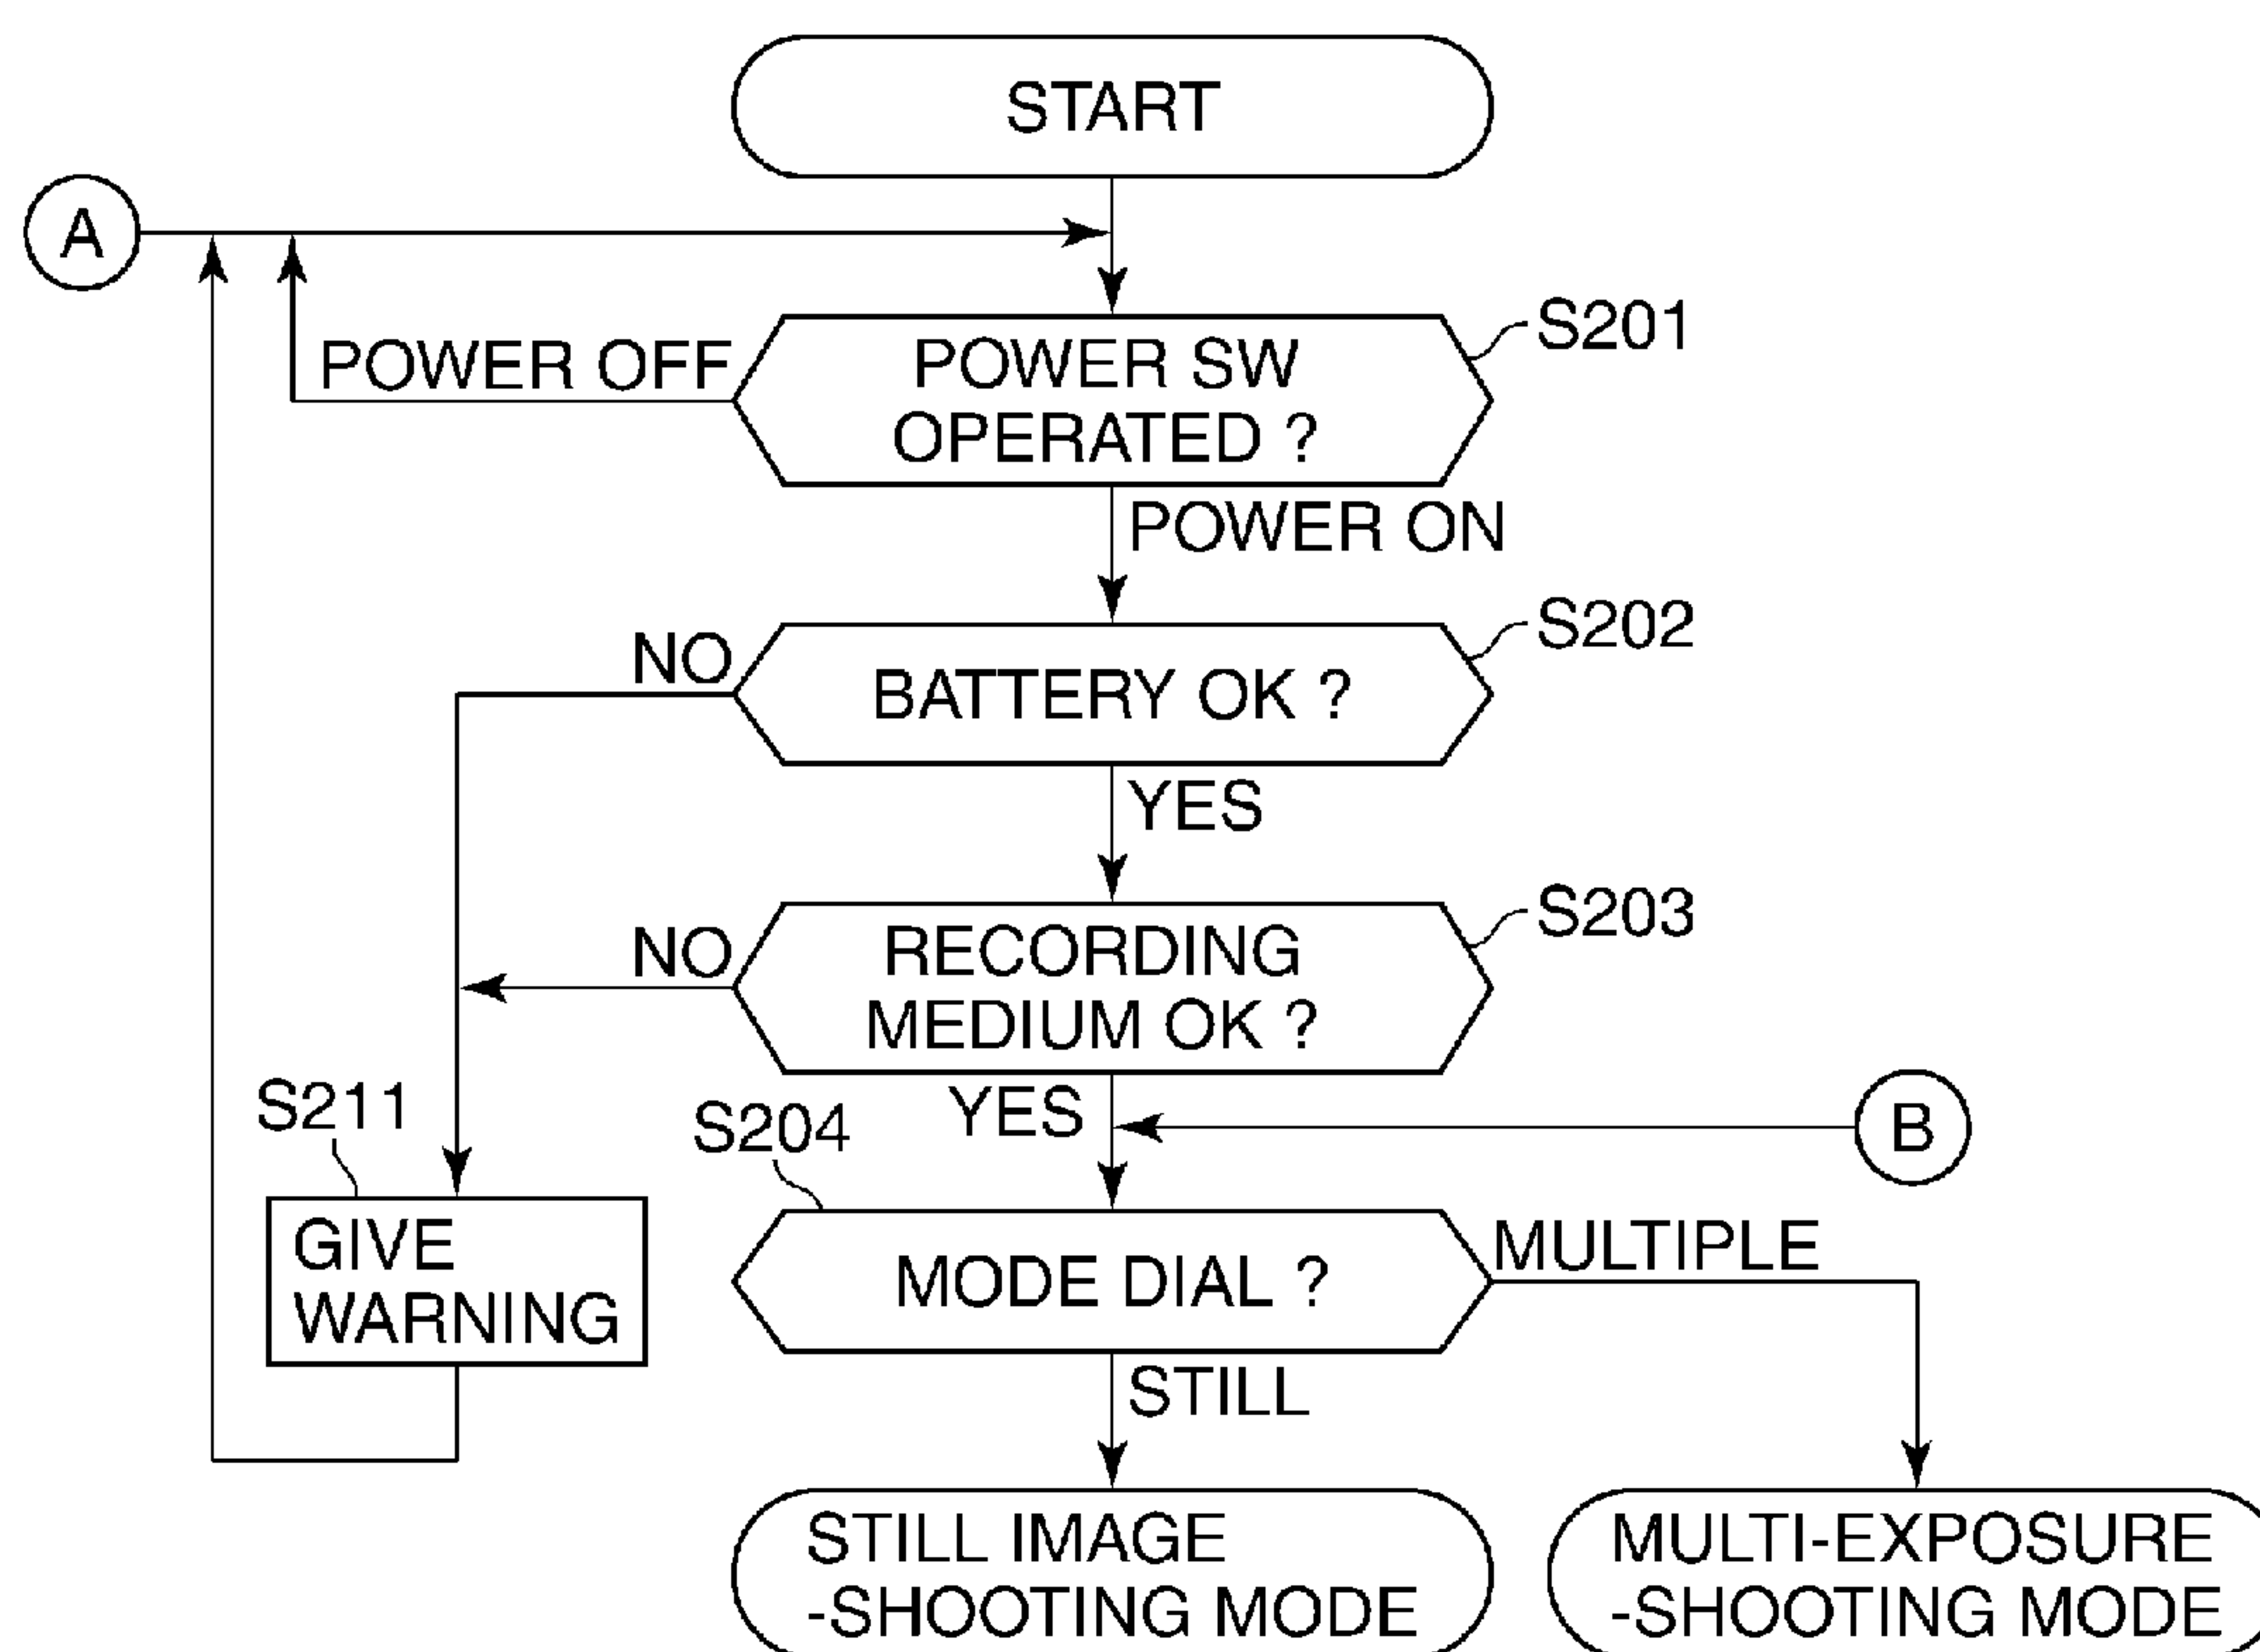 START
A
S201
POWER OFF
POWER SW
OPERATED ?
POWER ON
S202
NO
BATTERY OK ?
YES
S203
NO
RECORDING
MEDIUM OK ?
S211
S204
YES
B
GIVE
WARNING
MODE DIAL ?
MULTIPLE
STILL
STILL IMAGE
-SHOOTING MODE
MULTI-EXPOSURE
-SHOOTING MODE